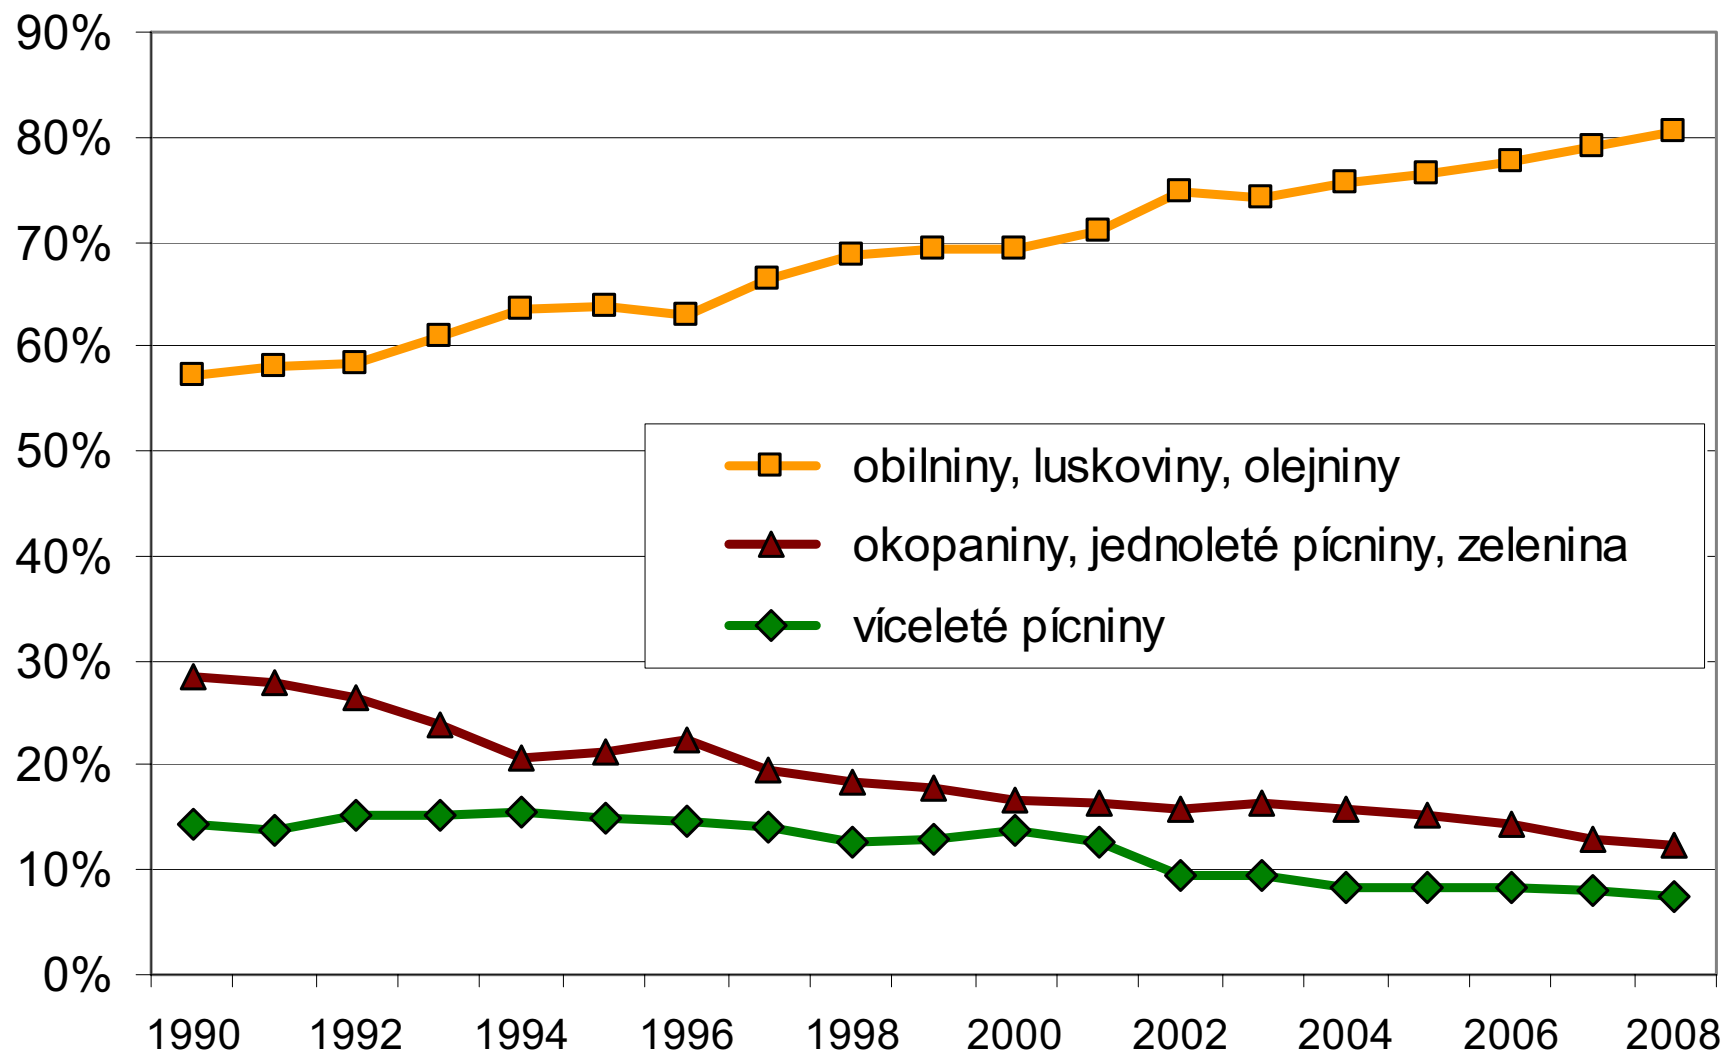 90%
80%
70%
60%
50%
40%
30%
20%
10%
0%
obilniny, luskoviny, olejniny
okopaniny, jednoleté pícniny, zelenina
víceleté pícniny
1990 1992 1994 1996 1998 2000 2002 2004 2006 2008